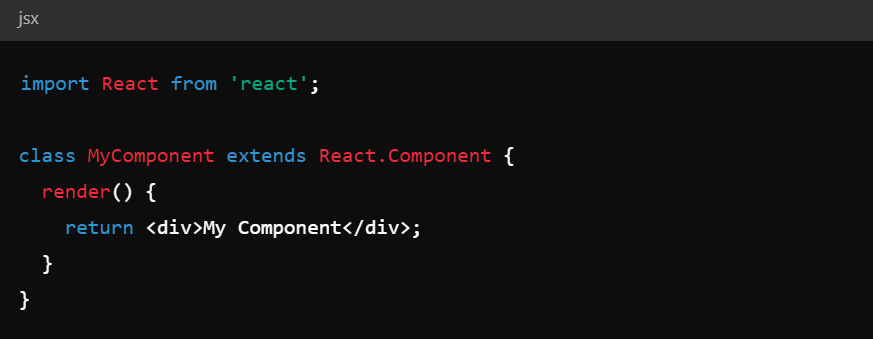 jsx
import React from 'react';
class MyComponent extends React.Component {
  render() {
    return <div>My Component</div>;
  }
}